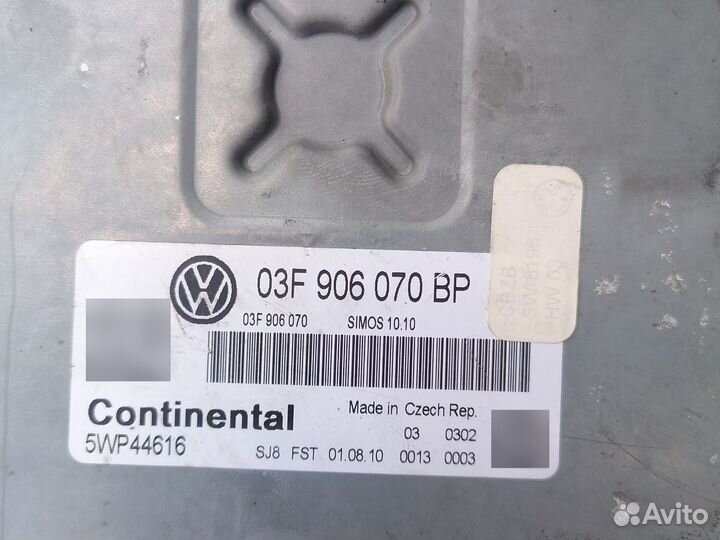 03F 906 070 BP
03F 906 070 SIMOS 10.10
Continental
5WP44616
Made in Czech Rep.
03 0302
SJ8 FST 01.08.10 0013 0003
CBZB
SW 8196
HW 03
Avito